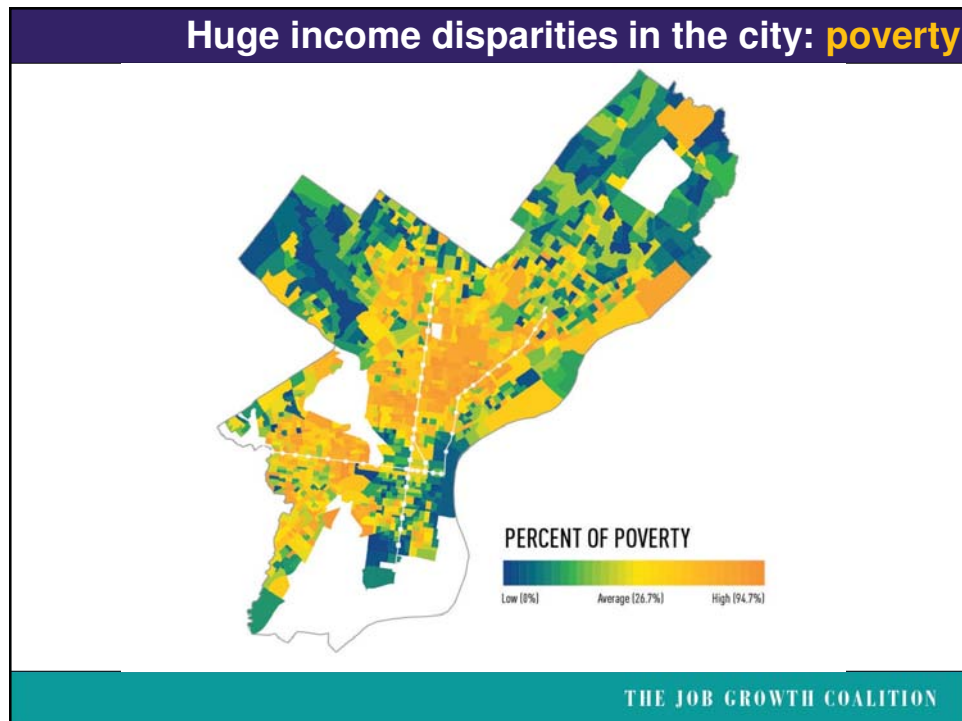 Huge income disparities in the city: poverty
PERCENT OF POVERTY
Low (0%) Average (26.7%) High (94.7%)
THE JOB GROWTH COALITION